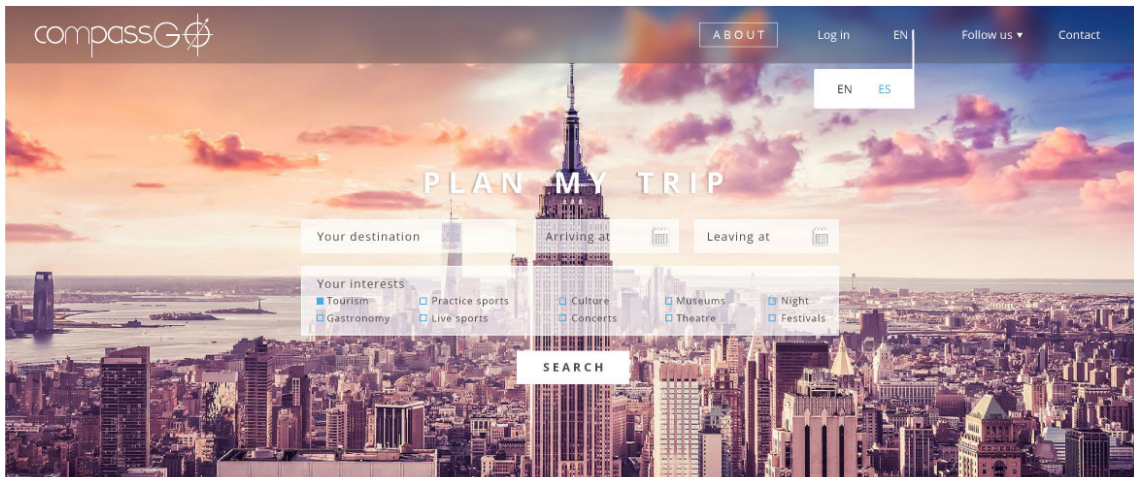 compassGO
ABOUT Log in EN Follow us ▾ Contact
EN ES
PLAN MY TRIP
Your destination Arriving at Leaving at
Your interests
Tourism Practice sports Culture Museums Night
Gastronomy Live sports Concerts Theatre Festivals
SEARCH